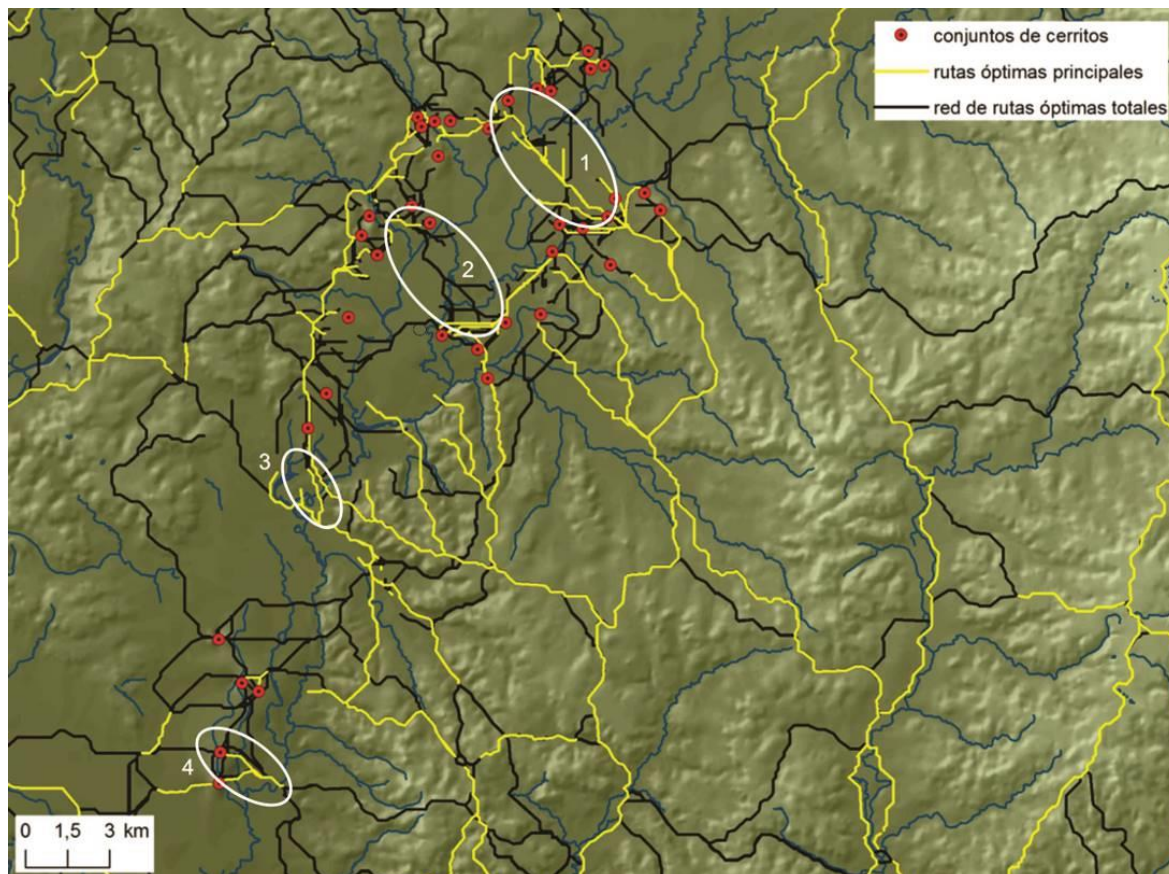 conjuntos de cerritos
rutas óptimas principales
red de rutas óptimas totales
1
2
3
4
0 1,5 3 km